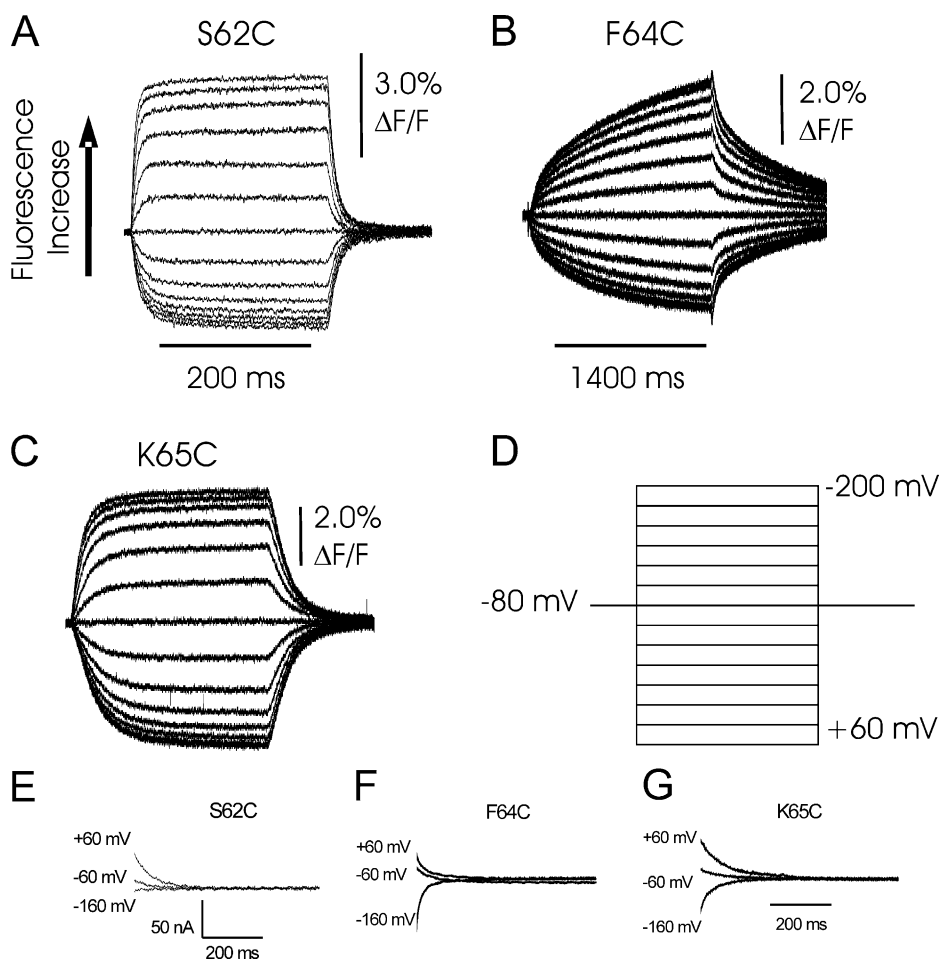 A
S62C
3.0%
ΔF/F
Fluorescence
Increase
200 ms
B
F64C
2.0%
ΔF/F
1400 ms
C
K65C
2.0%
ΔF/F
D
-200 mV
-80 mV
+60 mV
E
S62C
+60 mV
-60 mV
-160 mV
50 nA
200 ms
F
F64C
+60 mV
-60 mV
-160 mV
G
K65C
+60 mV
-60 mV
-160 mV
200 ms